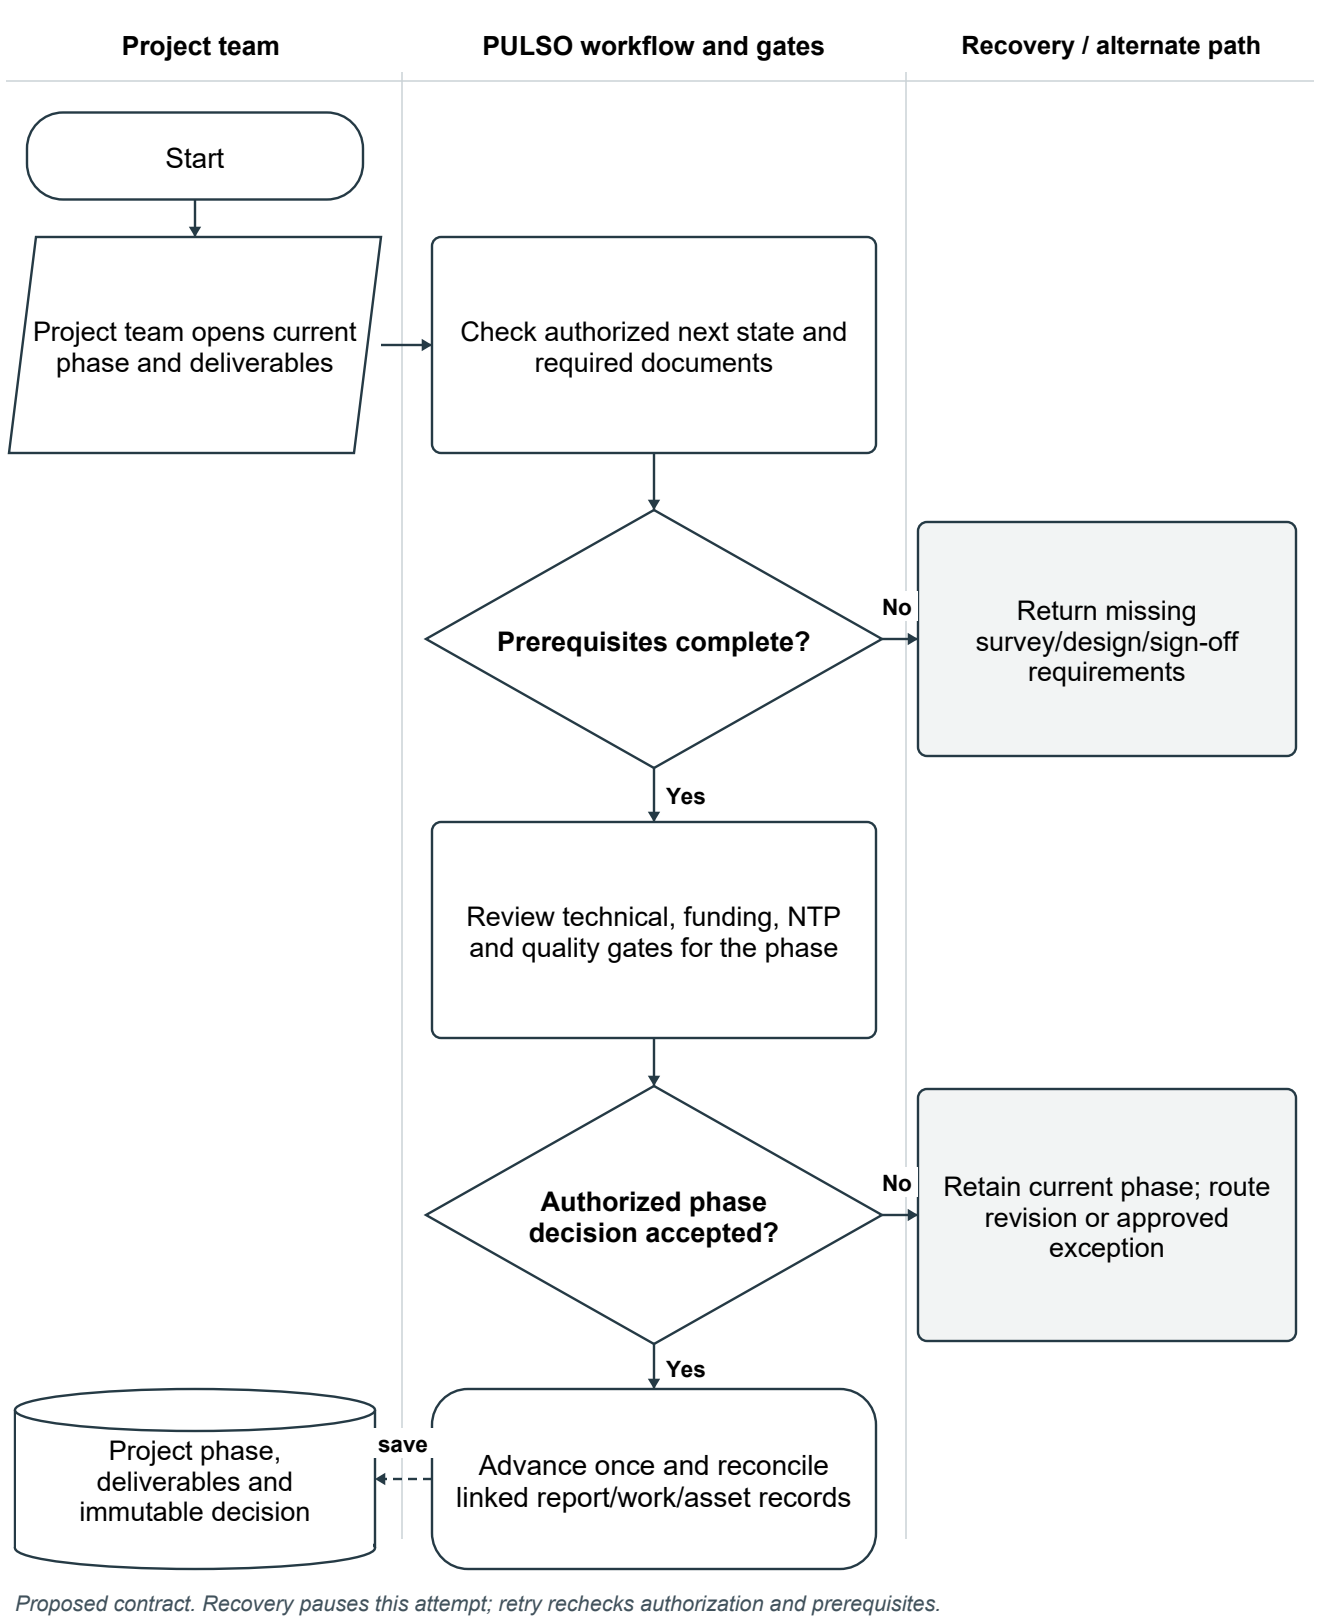 Project team
PULSO workflow and gates
Recovery / alternate path
Start
Project team opens current
phase and deliverables
Check authorized next state and
required documents
Prerequisites complete?
No
Return missing
survey/design/sign-off
requirements
Yes
Review technical, funding, NTP
and quality gates for the phase
Authorized phase
decision accepted?
No
Retain current phase; route
revision or approved
exception
Yes
Advance once and reconcile
linked report/work/asset records
save
Project phase,
deliverables and
immutable decision
Proposed contract. Recovery pauses this attempt; retry rechecks authorization and prerequisites.